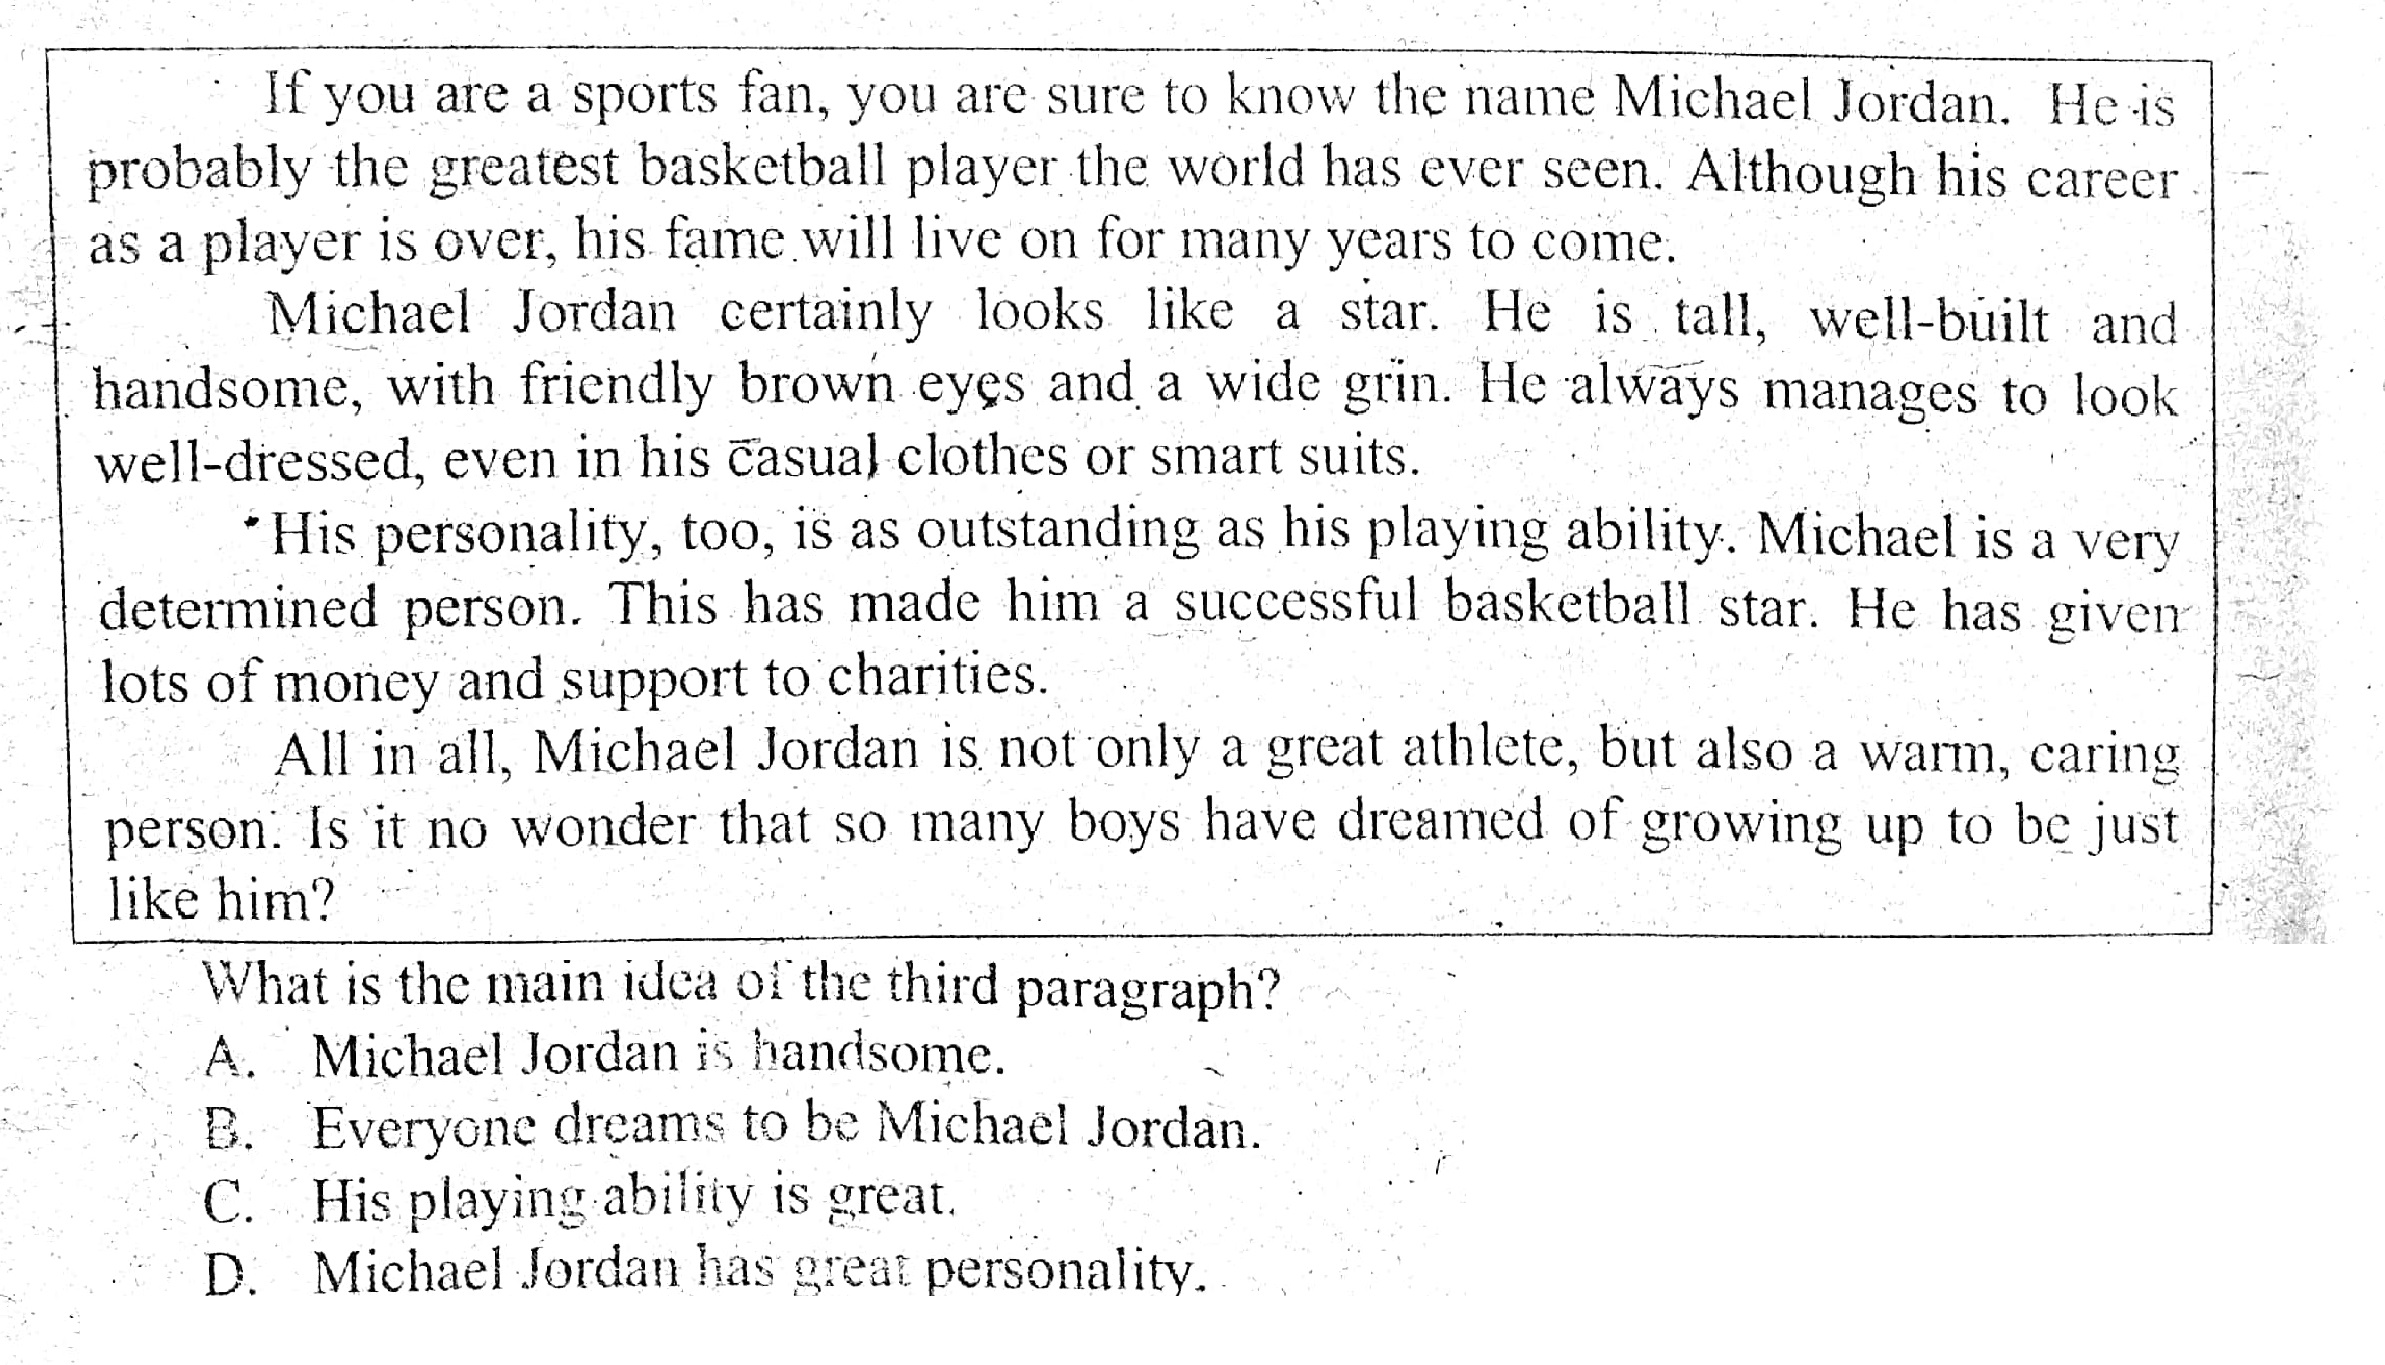 If you are a sports fan, you are sure to know the name Michael Jordan. He is
probably the greatest basketball player the world has ever seen. Although his career
as a player is over, his fame will live on for many years to come.
Michael Jordan certainly looks like a star. He is tall, well-built and
handsome, with friendly brown eyes and a wide grin. He always manages to look
well-dressed, even in his casual clothes or smart suits.
His personality, too, is as outstanding as his playing ability. Michael is a very
determined person. This has made him a successful basketball star. He has given
lots of money and support to charities.
All in all, Michael Jordan is not only a great athlete, but also a warm, caring
person. Is it no wonder that so many boys have dreamed of growing up to be just
like him?
What is the main idea of the third paragraph?
A. Michael Jordan is handsome.
B. Everyone dreams to be Michael Jordan.
C. His playing ability is great.
D. Michael Jordan has great personality.